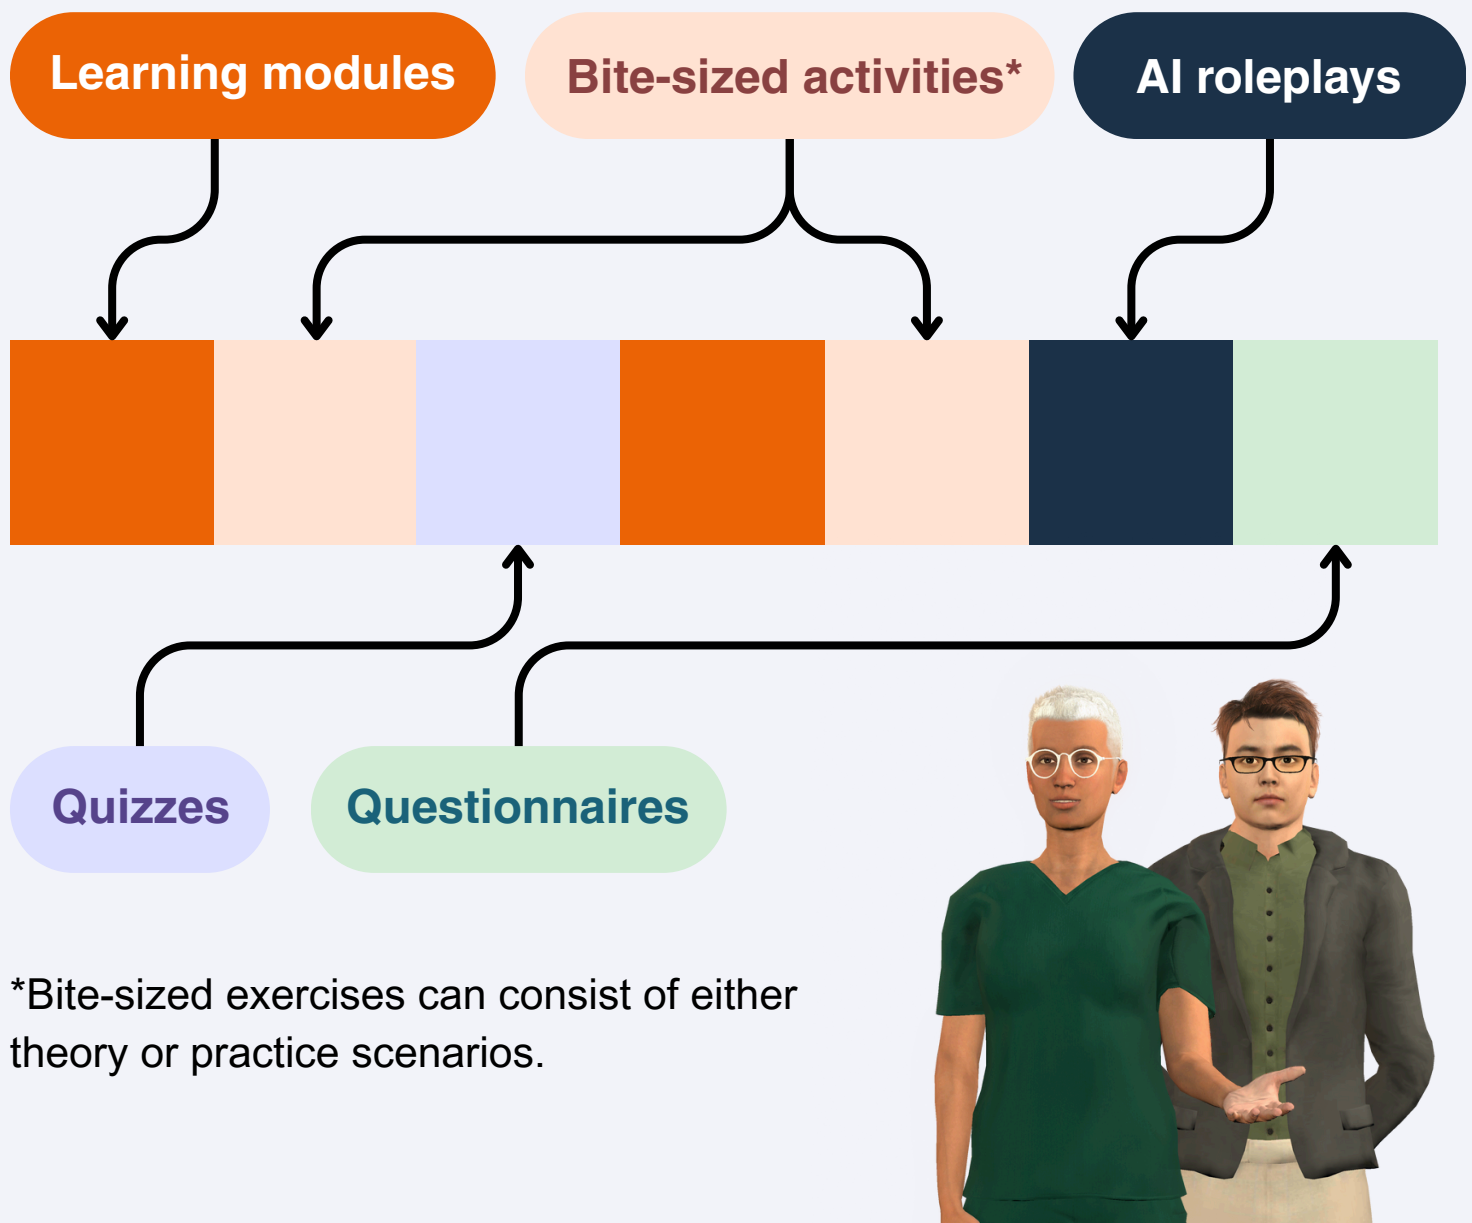 Learning modules
Bite-sized activities*
AI roleplays
Quizzes
Questionnaires
*Bite-sized exercises can consist of either
theory or practice scenarios.